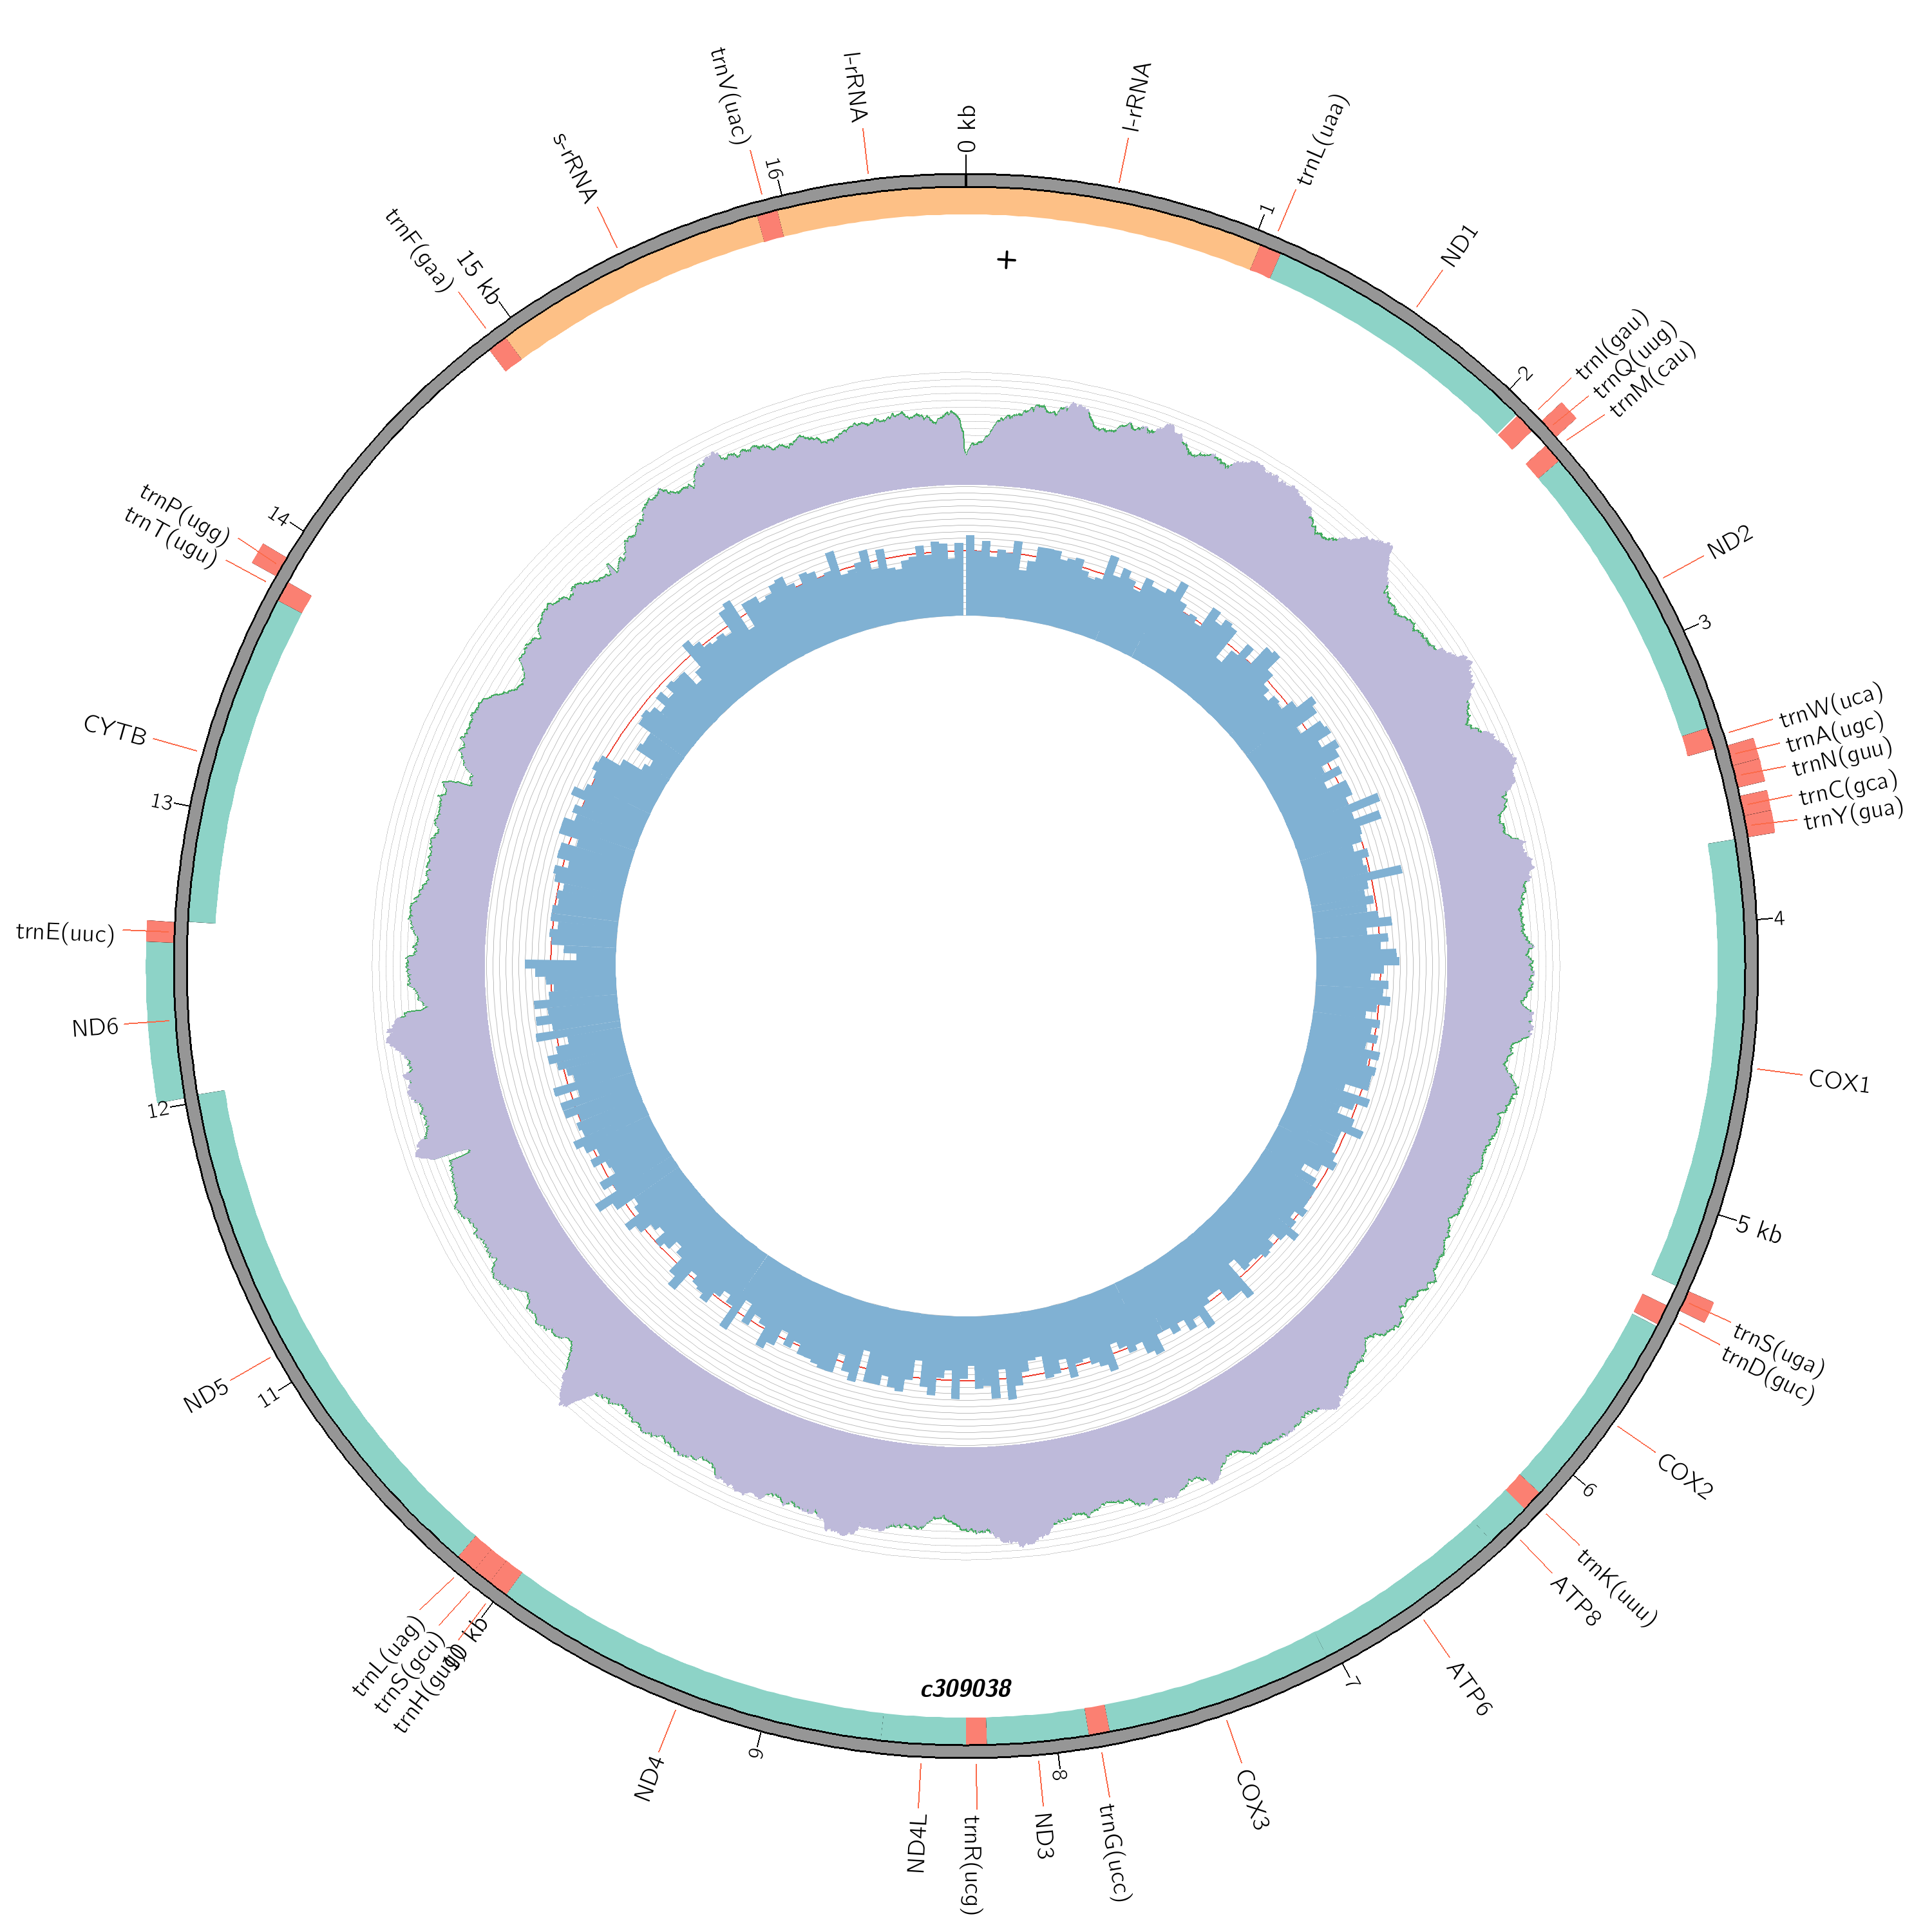 0 kb
l-rRNA
trnL(uaa)
1
ND1
2
trnI(gau)
trnQ(uug)
trnM(cau)
ND2
3
trnW(uca)
trnA(ugc)
trnN(guu)
trnC(gca)
trnY(gua)
4
COX1
5 kb
trnS(uga)
trnD(guc)
COX2
6
trnK(uuu)
ATP8
ATP6
7
COX3
trnG(ucc)
8
ND3
trnR(ucg)
ND4L
9
ND4
10 kb
trnH(gug)
trnS(gcu)
trnL(uag)
11
ND5
12
ND6
trnE(uuc)
13
CYTB
trnT(ugu)
trnP(ugg)
14
trnF(gaa)
15 kb
s-rRNA
trnV(uac)
16
l-rRNA
+
c309038